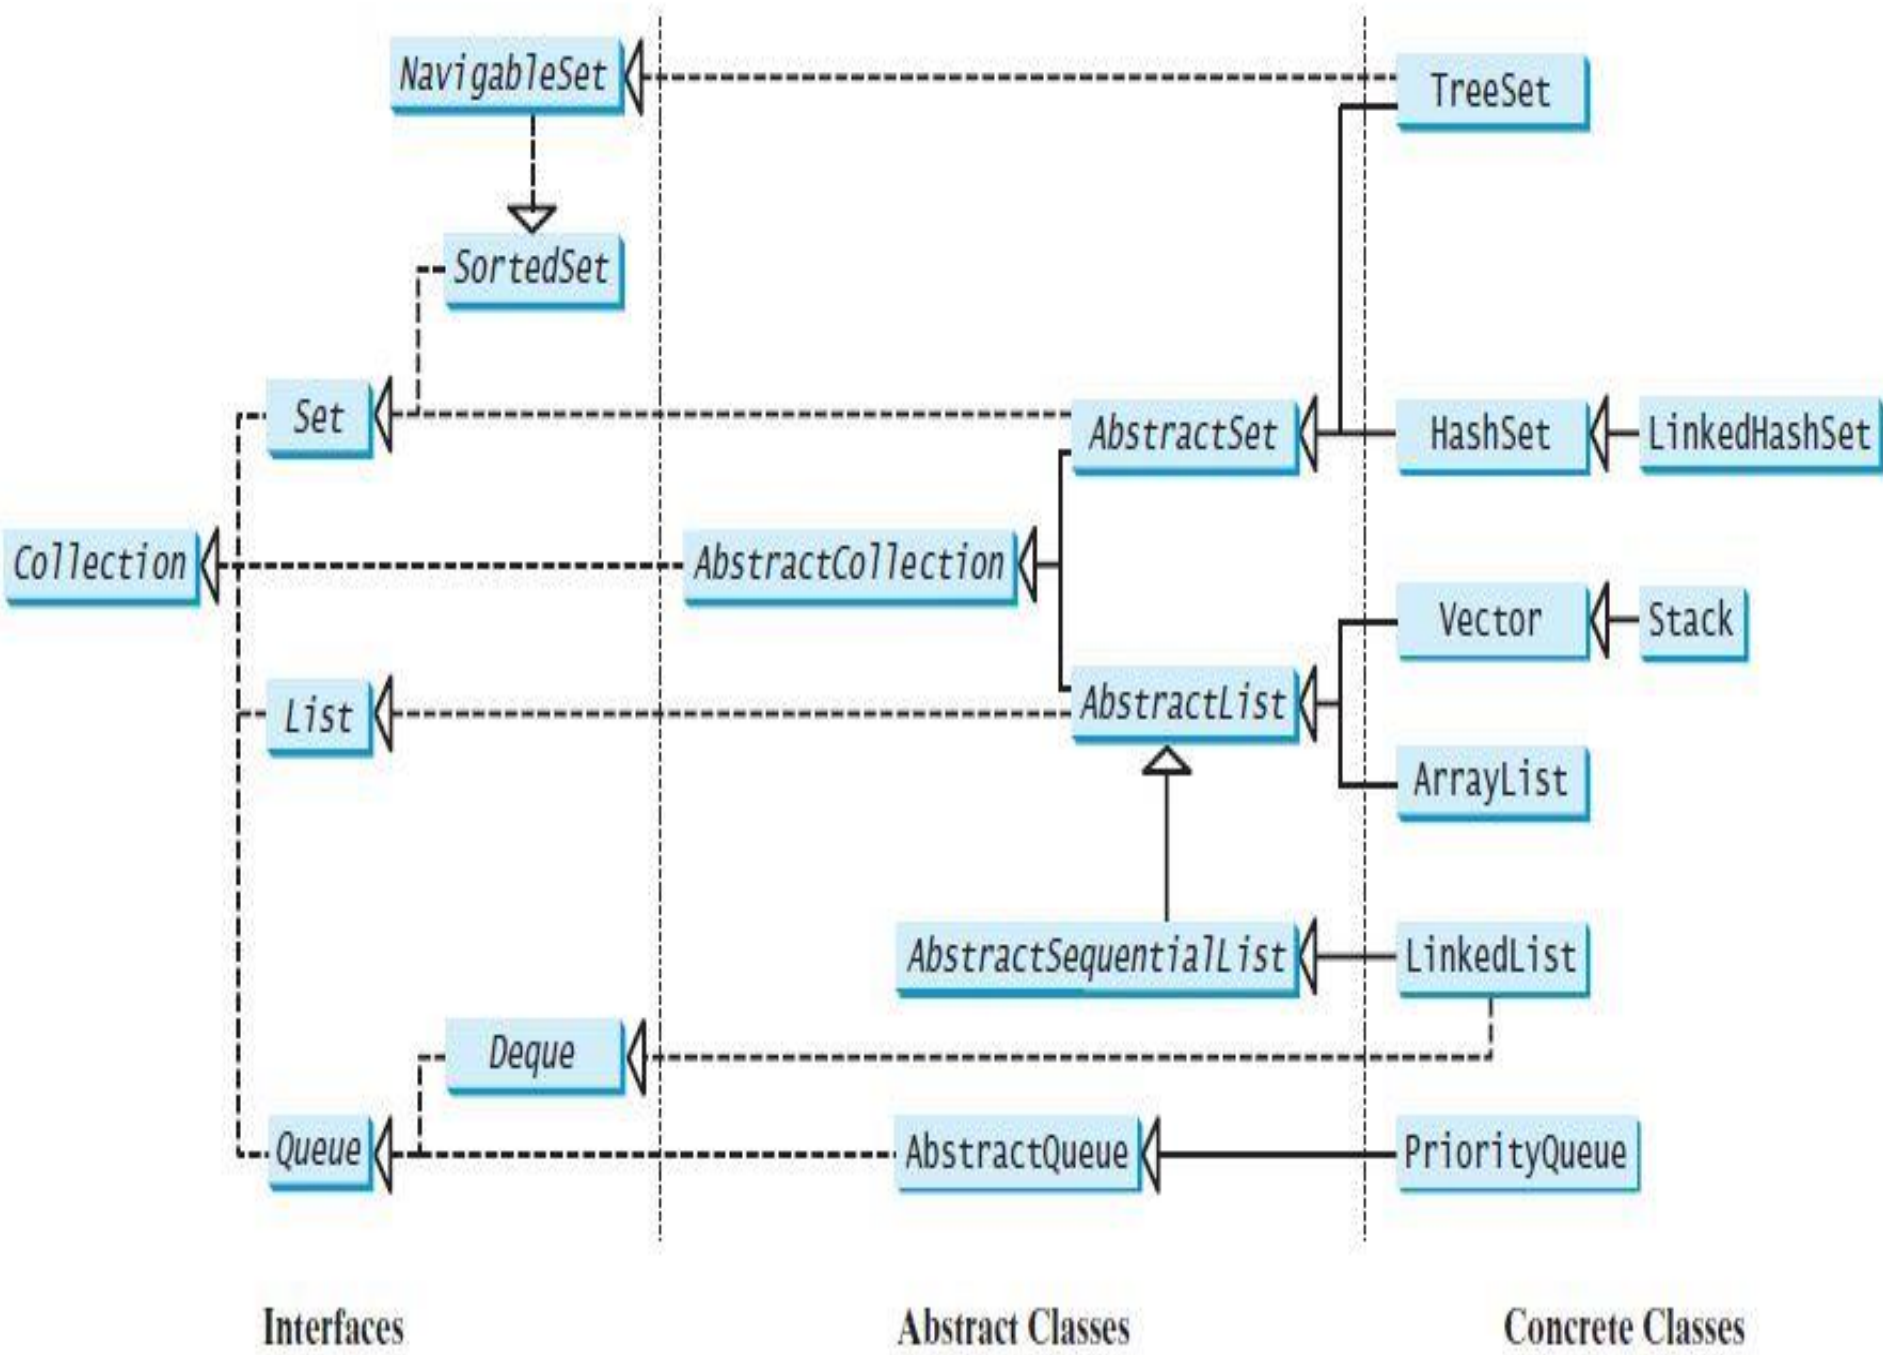 NavigableSet
TreeSet
SortedSet
Set
AbstractSet
HashSet
LinkedHashSet
Collection
AbstractCollection
Vector
Stack
List
AbstractList
ArrayList
AbstractSequentialList
LinkedList
Deque
Queue
AbstractQueue
PriorityQueue
Interfaces
Abstract Classes
Concrete Classes